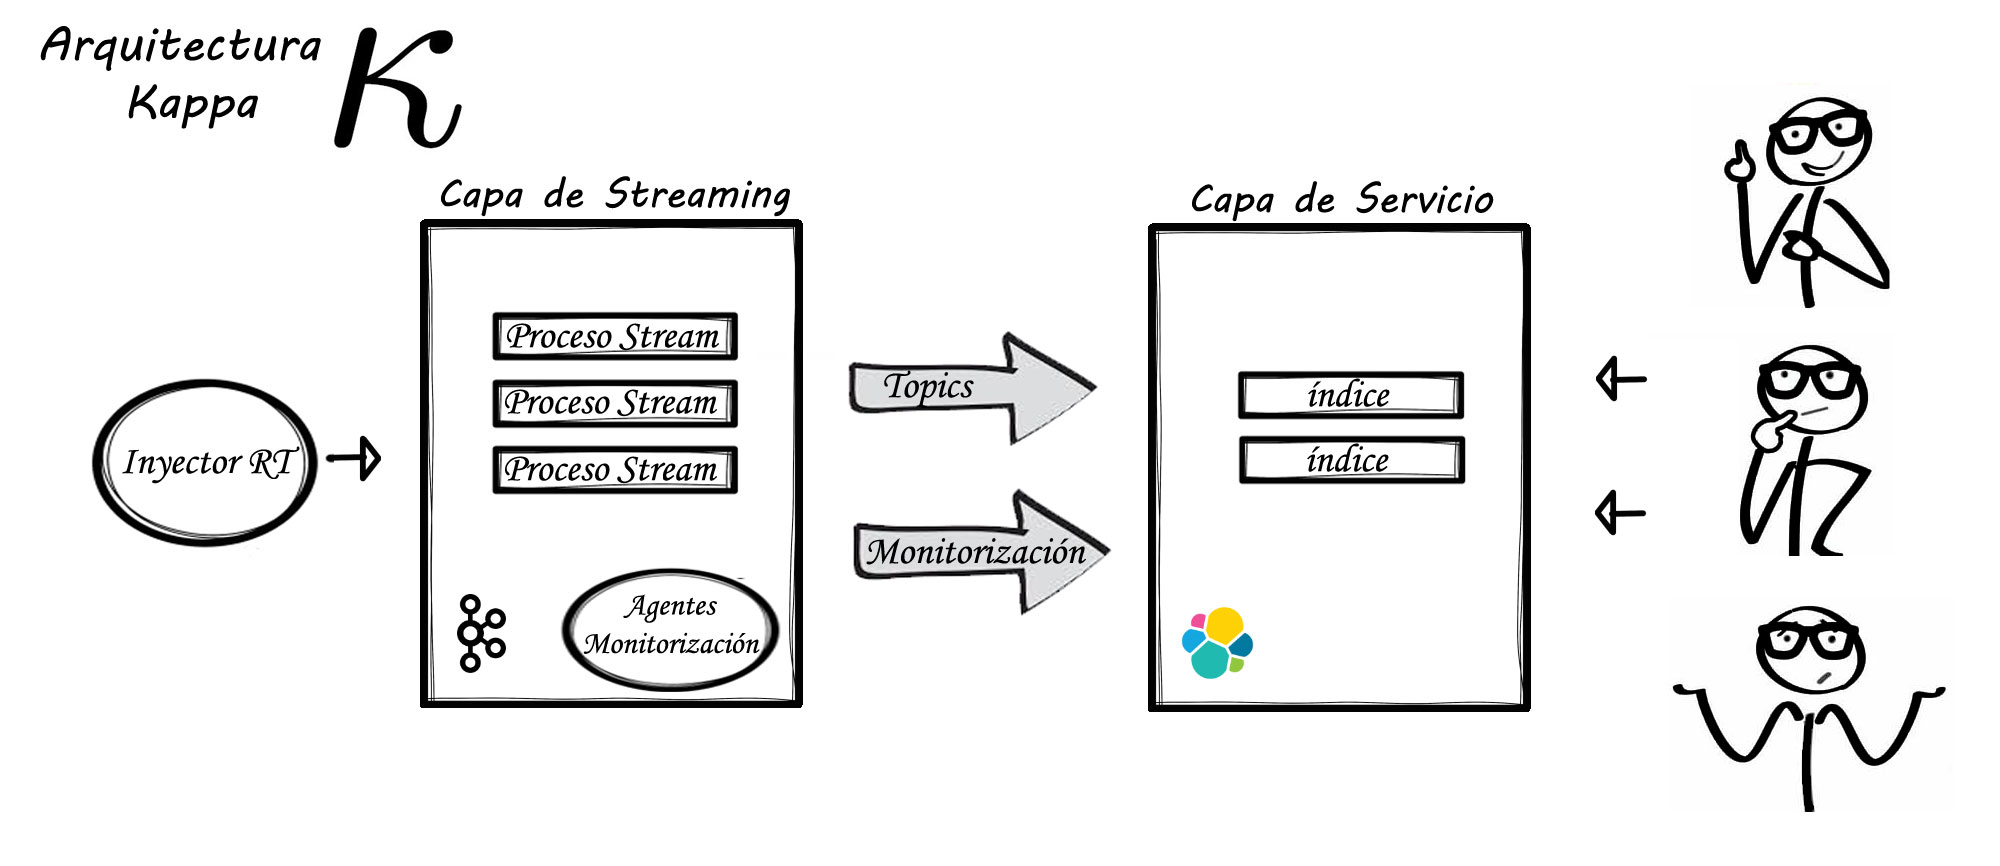 Arquitectura
Kappa
K
Capa de Streaming
Capa de Servicio
Inyector RT
Proceso Stream
Proceso Stream
Proceso Stream
Agentes
Monitorización
Topics
Monitorización
índice
índice